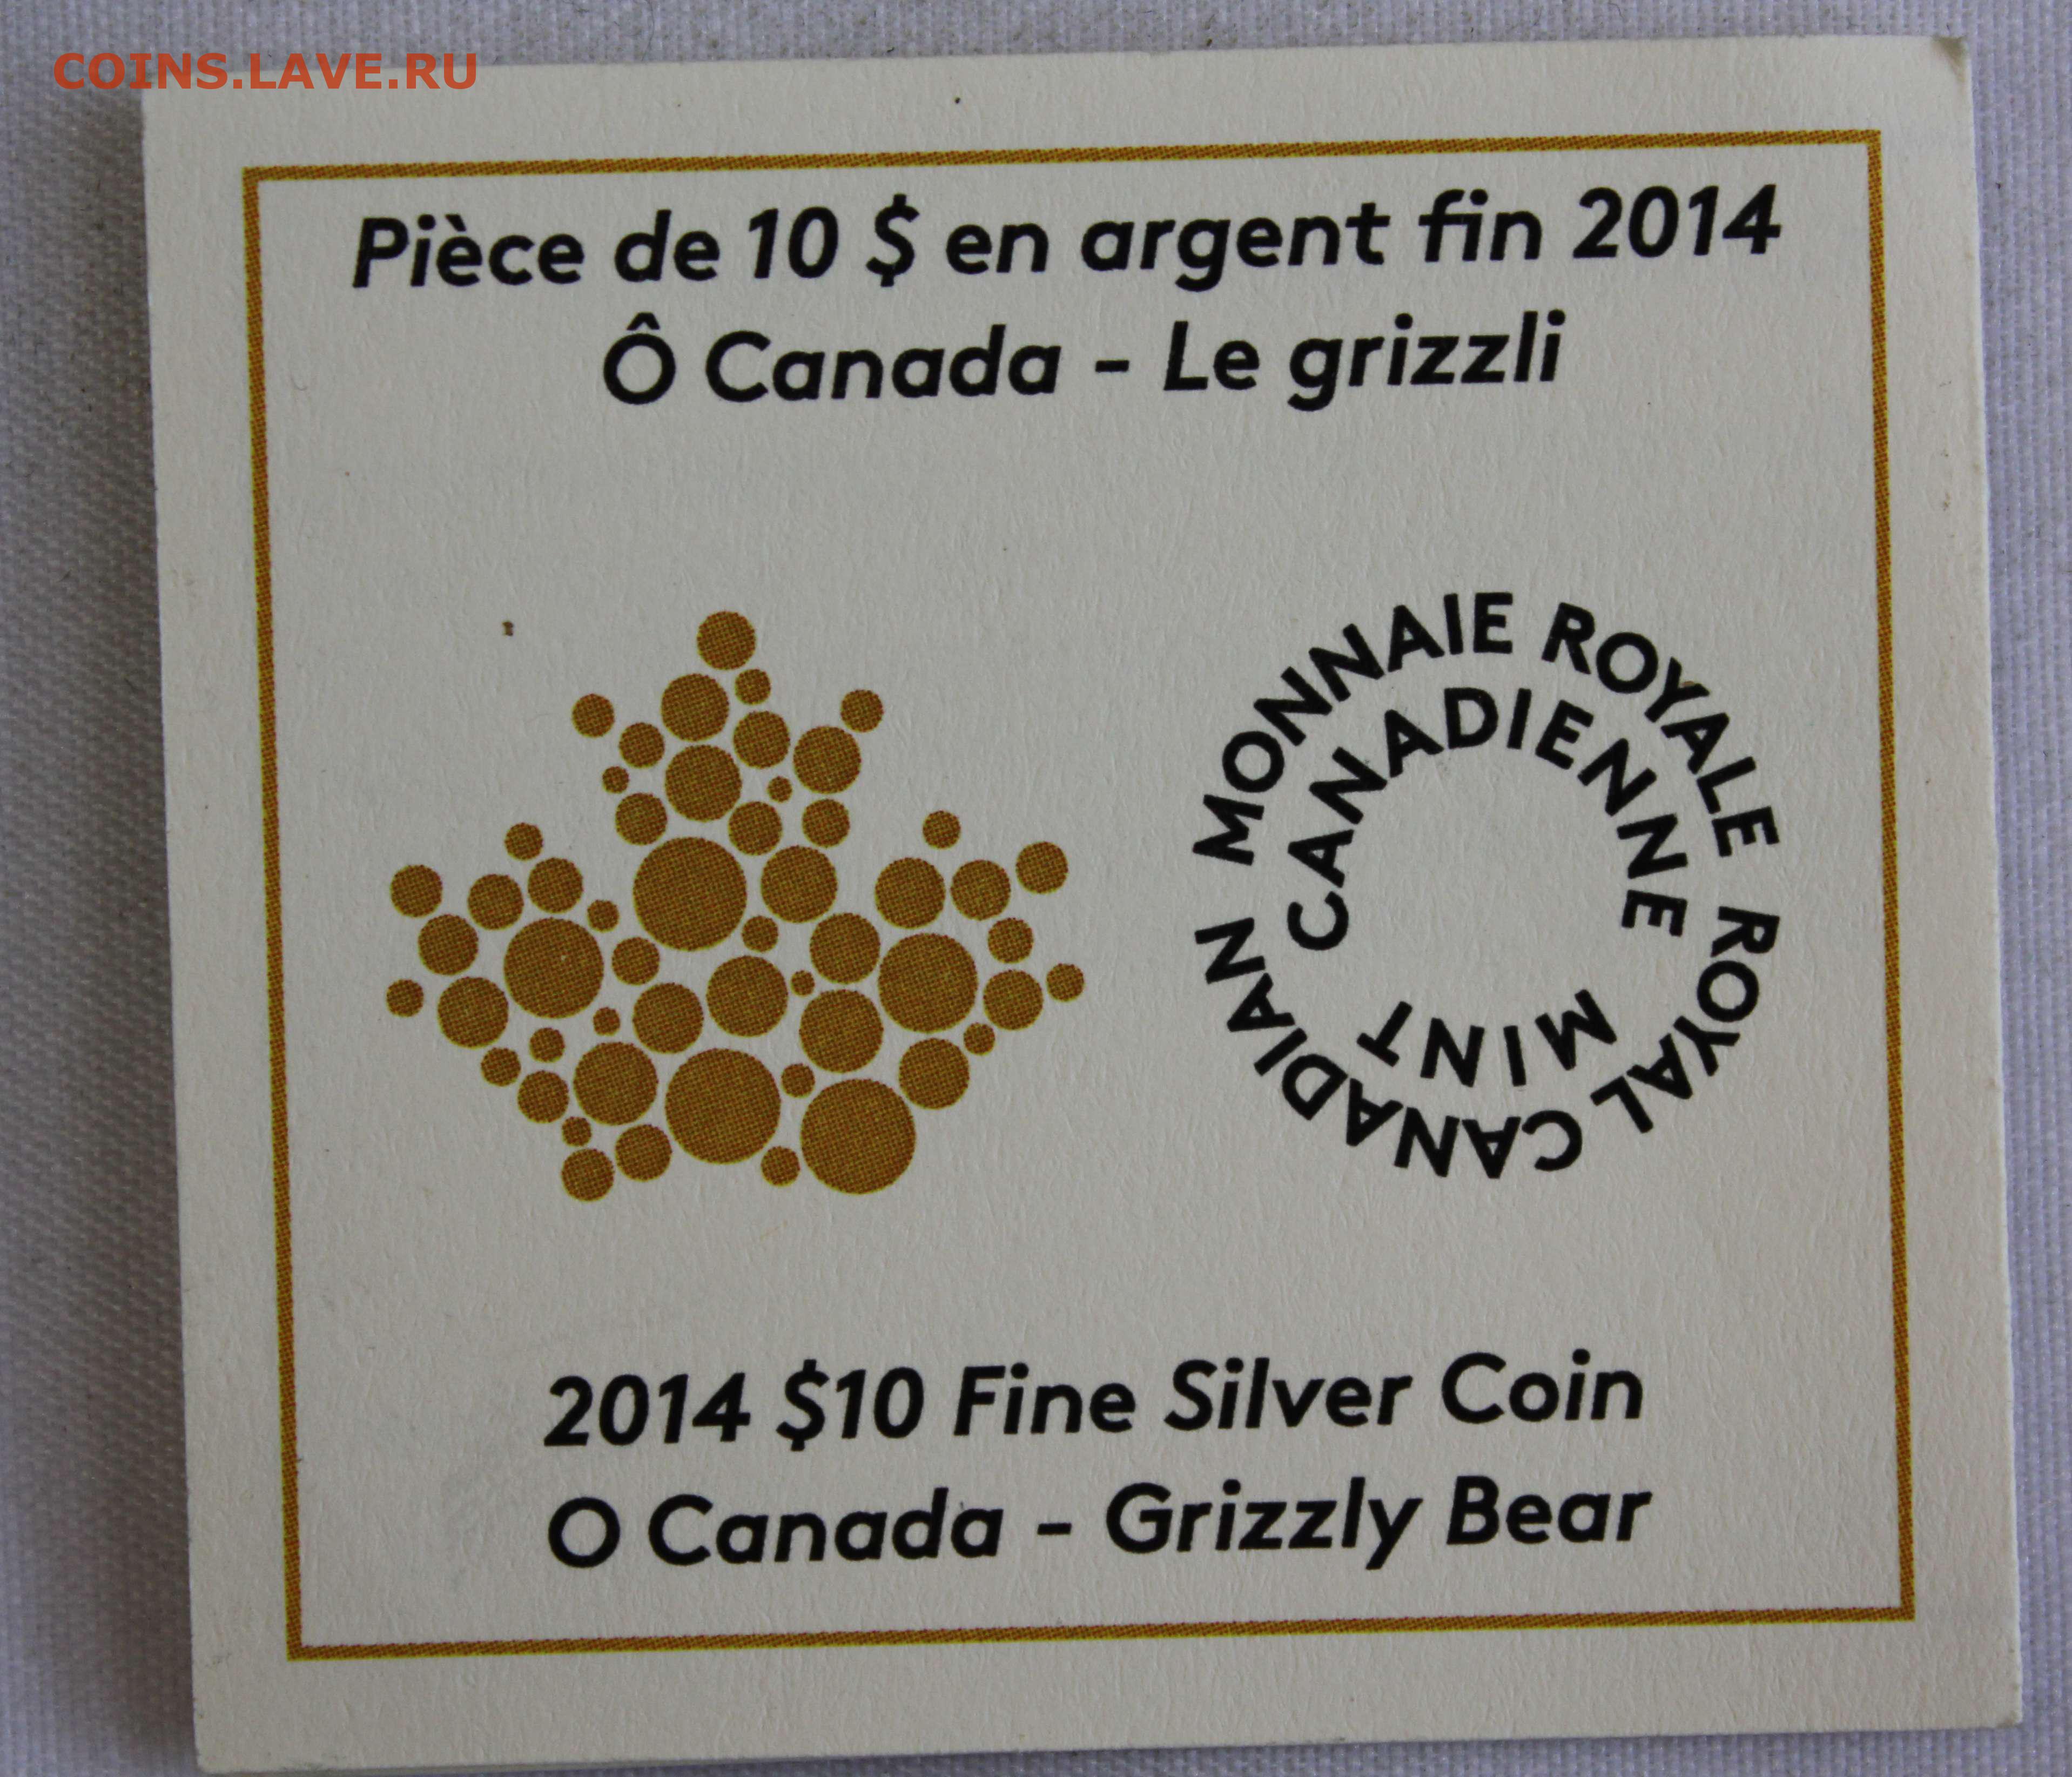 COINS.LAVE.RU
Pièce de 10 $ en argent fin 2014
Ô Canada - Le grizzli
MONNAIE ROYALE
CANADIENNE
ROYAL CANADIAN
MINT
2014 $10 Fine Silver Coin
O Canada - Grizzly Bear